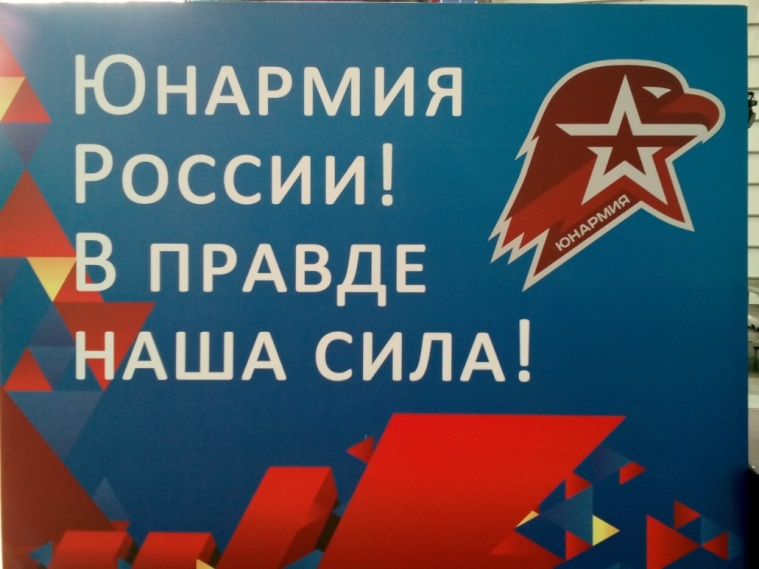 Юнармия
России!
В правде
наша сила!
ЮНАРМИЯ